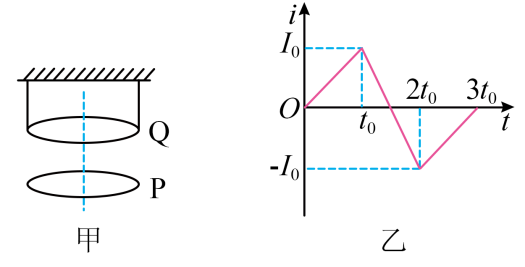 Q
P
甲
i
I₀
O
t₀
2t₀
3t₀
t
-I₀
乙